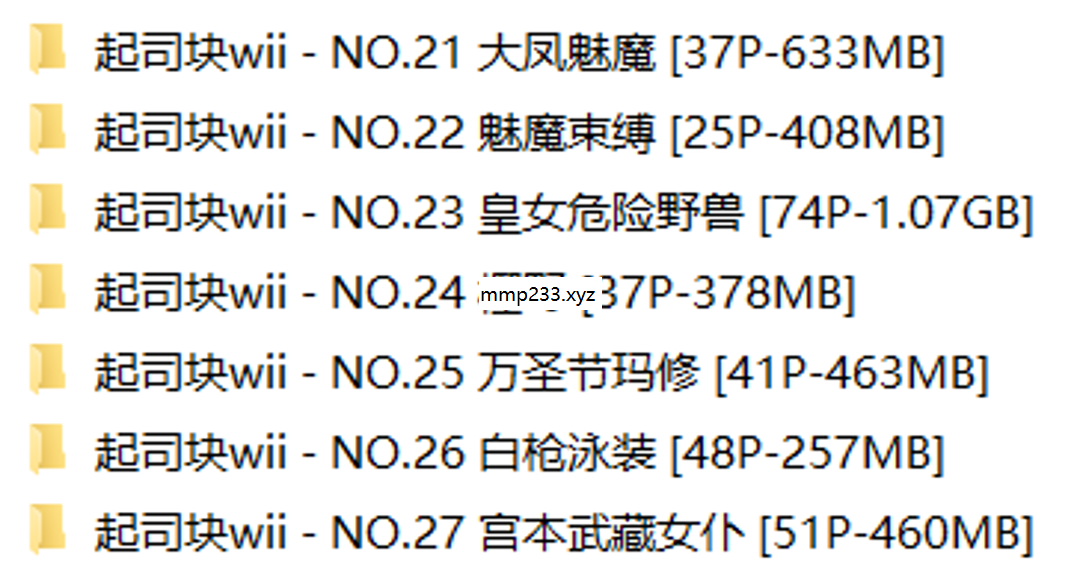 起司块wii - NO.21 大凤魅魔 [37P-633MB]
起司块wii - NO.22 魅魔束缚 [25P-408MB]
起司块wii - NO.23 皇女危险野兽 [74P-1.07GB]
起司块wii - NO.24 mmp233.xyz 37P-378MB]
起司块wii - NO.25 万圣节玛修 [41P-463MB]
起司块wii - NO.26 白枪泳装 [48P-257MB]
起司块wii - NO.27 宫本武藏女仆 [51P-460MB]